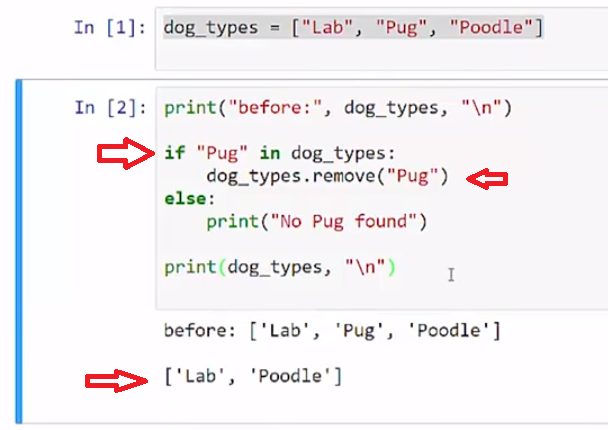 In [1]: dog_types = ["Lab", "Pug", "Poodle"]
In [2]: print("before:", dog_types, "\n")
if "Pug" in dog_types:
    dog_types.remove("Pug")
else:
    print("No Pug found")
print(dog_types, "\n")
before: ['Lab', 'Pug', 'Poodle']
['Lab', 'Poodle']